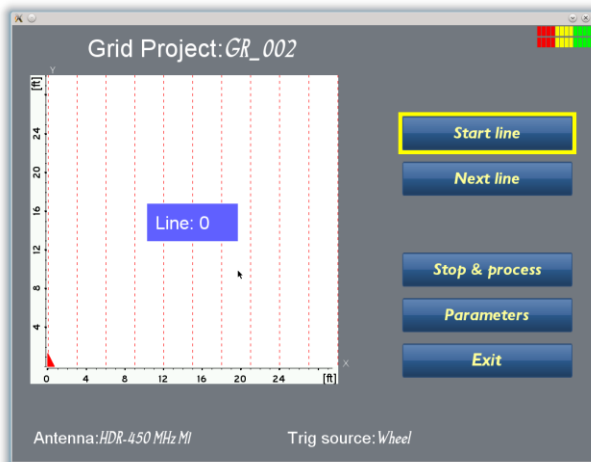 Grid Project:GR_002
Y
[ft]
24
20
16
12
8
4
Line: 0
0 4 8 12 16 20 24 [ft]
X
Start line
Next line
Stop & process
Parameters
Exit
Antenna:HDR-450 MHz M1
Trig source:Wheel